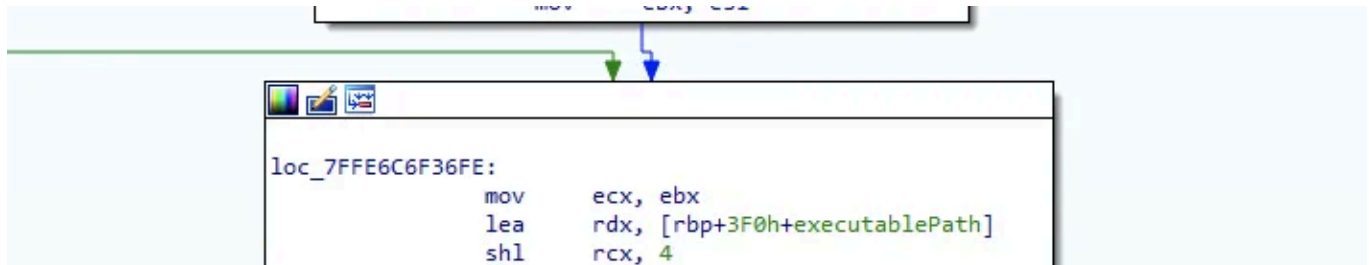 loc_7FFE6C6F36FE:
mov ecx, ebx
lea rdx, [rbp+3F0h+executablePath]
shl rcx, 4